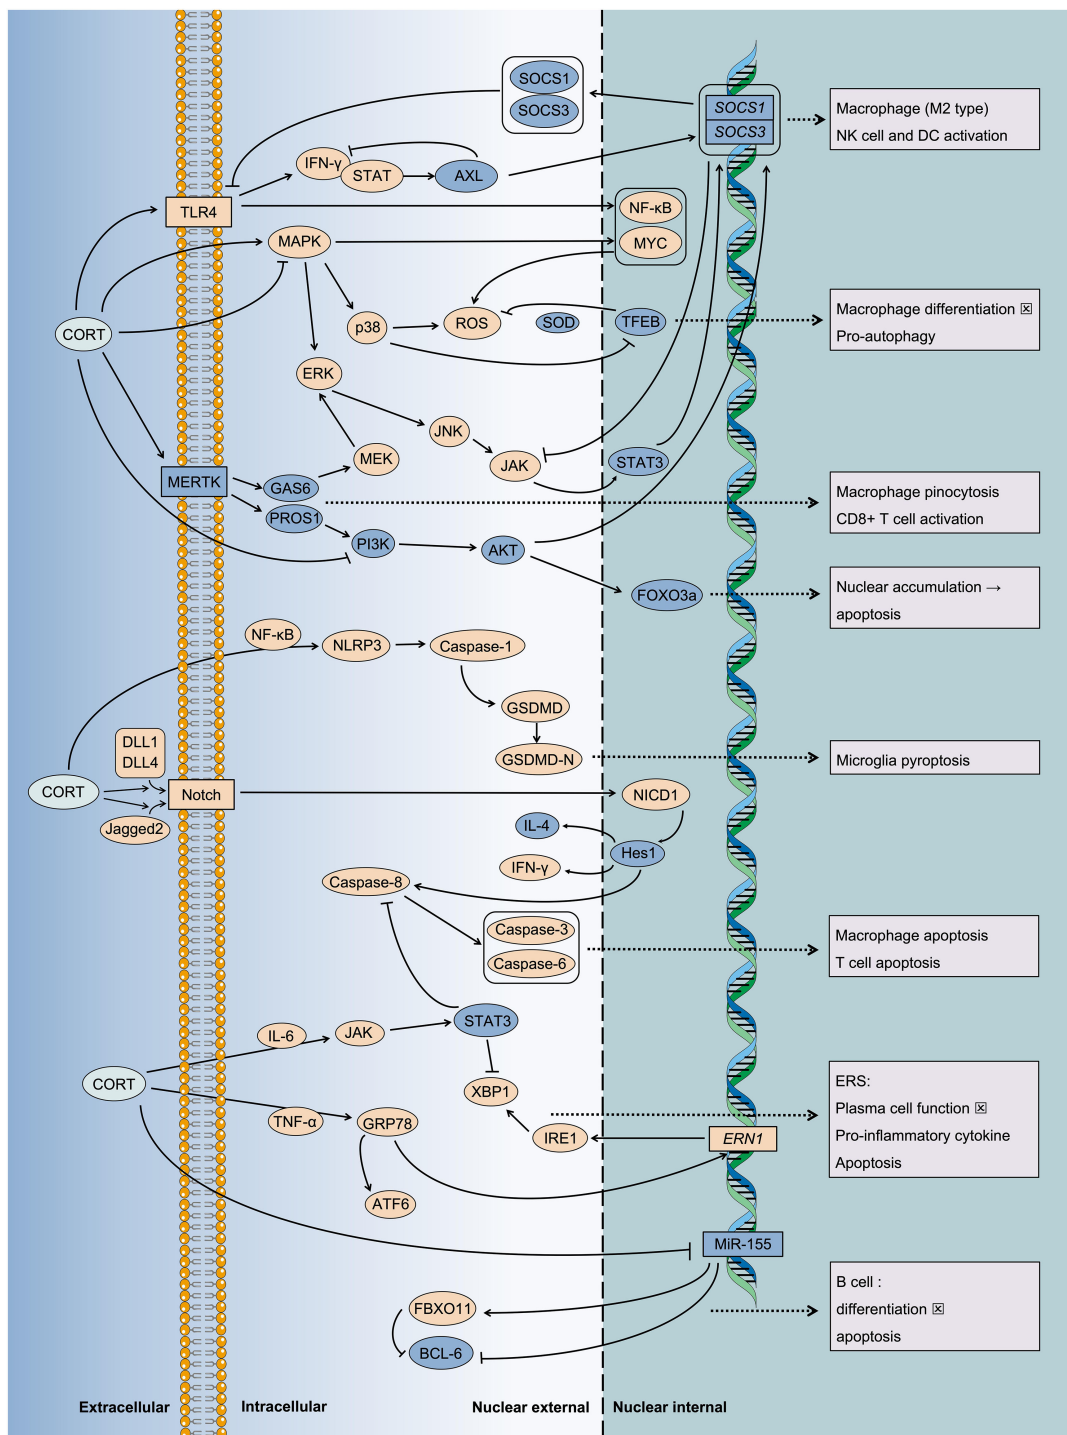 SOCS1
SOCS3
SOCS1
SOCS3
Macrophage (M2 type)
NK cell and DC activation
IFN-γ
STAT
AXL
TLR4
NF-κB
MYC
MAPK
CORT
p38
ROS
SOD
TFEB
Macrophage differentiation ☒
Pro-autophagy
ERK
JNK
MEK
JAK
STAT3
MERTK
GAS6
PROS1
Macrophage pinocytosis
CD8+ T cell activation
PI3K
AKT
FOXO3a
Nuclear accumulation →
apoptosis
NF-κB
NLRP3
Caspase-1
GSDMD
GSDMD-N
Microglia pyroptosis
DLL1
DLL4
CORT
Notch
Jagged2
NICD1
IL-4
Hes1
IFN-γ
Caspase-8
Caspase-3
Caspase-6
Macrophage apoptosis
T cell apoptosis
IL-6
JAK
STAT3
CORT
XBP1
TNF-α
GRP78
IRE1
ERN1
ATF6
ERS:
Plasma cell function ☒
Pro-inflammatory cytokine
Apoptosis
MiR-155
FBXO11
BCL-6
B cell :
differentiation ☒
apoptosis
Extracellular
Intracellular
Nuclear external
Nuclear internal